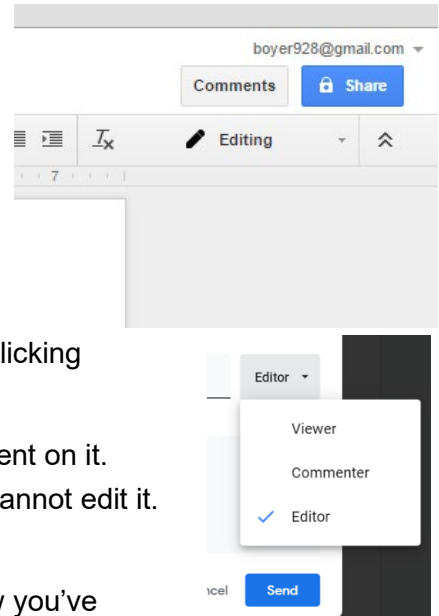 boyer928@gmail.com
Comments Share
Editing
7
licking
Editor
Viewer
ent on it.
Commenter
annot edit it.
Editor
ncel Send
you've